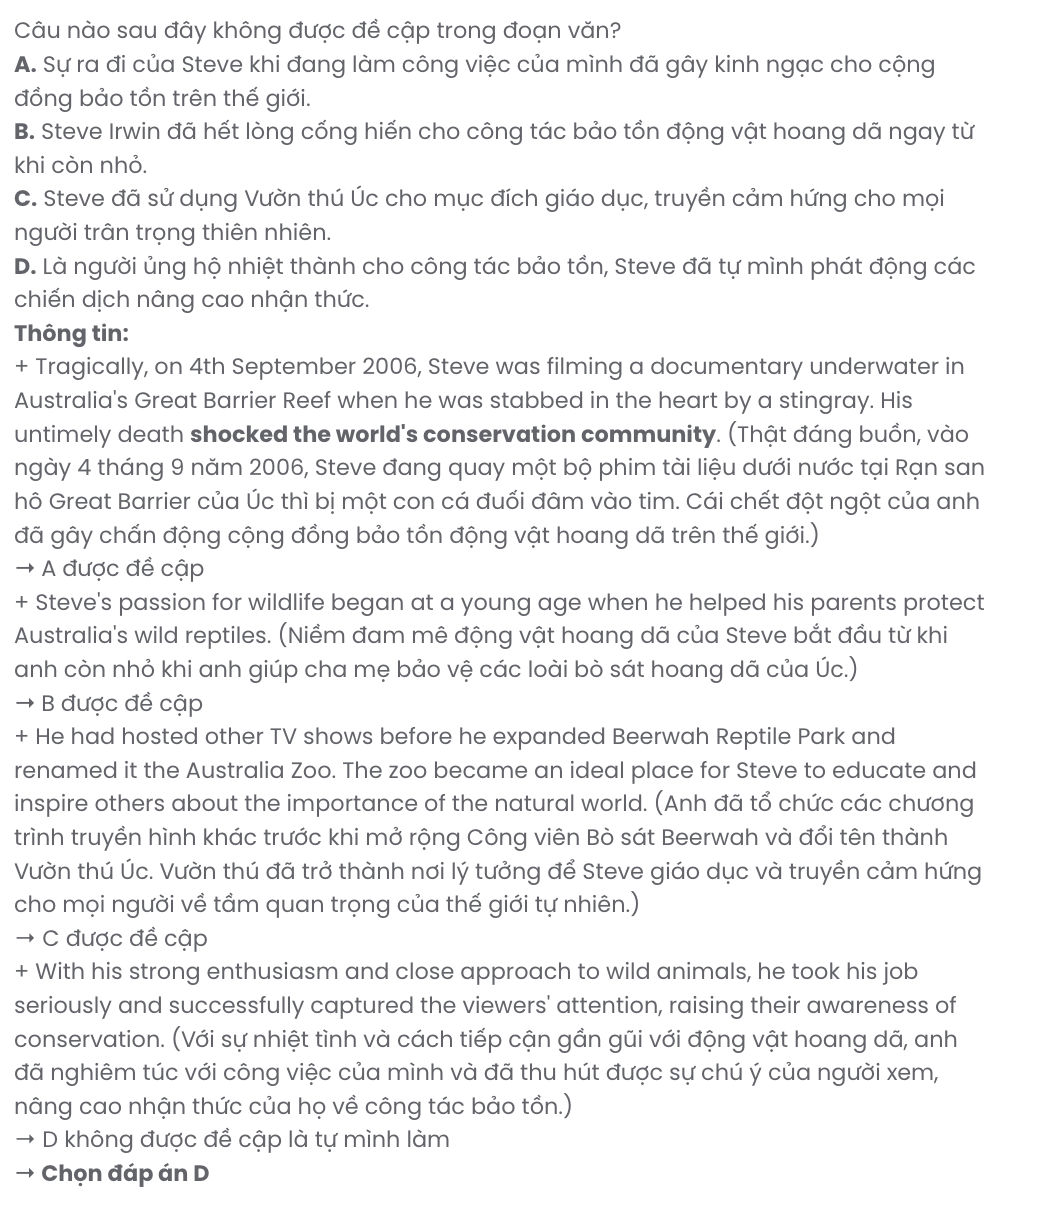 Câu nào sau đây không được đề cập trong đoạn văn?
A. Sự ra đi của Steve khi đang làm công việc của mình đã gây kinh ngạc cho cộng
đồng bảo tồn trên thế giới.
B. Steve Irwin đã hết lòng cống hiến cho công tác bảo tồn động vật hoang dã ngay từ
khi còn nhỏ.
C. Steve đã sử dụng Vườn thú Úc cho mục đích giáo dục, truyền cảm hứng cho mọi
người trân trọng thiên nhiên.
D. Là người ủng hộ nhiệt thành cho công tác bảo tồn, Steve đã tự mình phát động các
chiến dịch nâng cao nhận thức.
Thông tin:
+ Tragically, on 4th September 2006, Steve was filming a documentary underwater in
Australia's Great Barrier Reef when he was stabbed in the heart by a stingray. His
untimely death shocked the world's conservation community. (Thật đáng buồn, vào
ngày 4 tháng 9 năm 2006, Steve đang quay một bộ phim tài liệu dưới nước tại Rạn san
hô Great Barrier của Úc thì bị một con cá đuối đâm vào tim. Cái chết đột ngột của anh
đã gây chấn động cộng đồng bảo tồn động vật hoang dã trên thế giới.)
→ A được đề cập
+ Steve's passion for wildlife began at a young age when he helped his parents protect
Australia's wild reptiles. (Niềm đam mê động vật hoang dã của Steve bắt đầu từ khi
anh còn nhỏ khi anh giúp cha mẹ bảo vệ các loài bò sát hoang dã của Úc.)
→ B được đề cập
+ He had hosted other TV shows before he expanded Beerwah Reptile Park and
renamed it the Australia Zoo. The zoo became an ideal place for Steve to educate and
inspire others about the importance of the natural world. (Anh đã tổ chức các chương
trình truyền hình khác trước khi mở rộng Công viên Bò sát Beerwah và đổi tên thành
Vườn thú Úc. Vườn thú đã trở thành nơi lý tưởng để Steve giáo dục và truyền cảm hứng
cho mọi người về tầm quan trọng của thế giới tự nhiên.)
→ C được đề cập
+ With his strong enthusiasm and close approach to wild animals, he took his job
seriously and successfully captured the viewers' attention, raising their awareness of
conservation. (Với sự nhiệt tình và cách tiếp cận gần gũi với động vật hoang dã, anh
đã nghiêm túc với công việc của mình và đã thu hút được sự chú ý của người xem,
nâng cao nhận thức của họ về công tác bảo tồn.)
→ D không được đề cập là tự mình làm
→ Chọn đáp án D